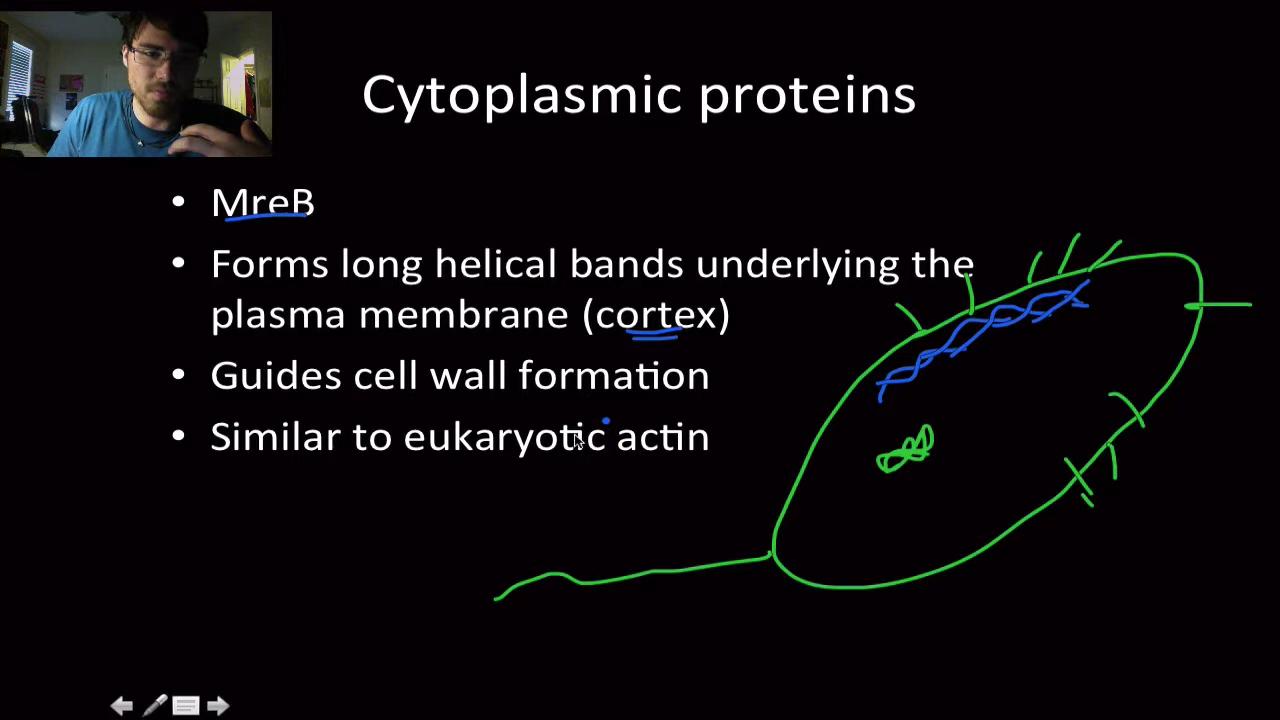 Cytoplasmic proteins
• MreB
• Forms long helical bands underlying the
plasma membrane (cortex)
• Guides cell wall formation
• Similar to eukaryotic actin